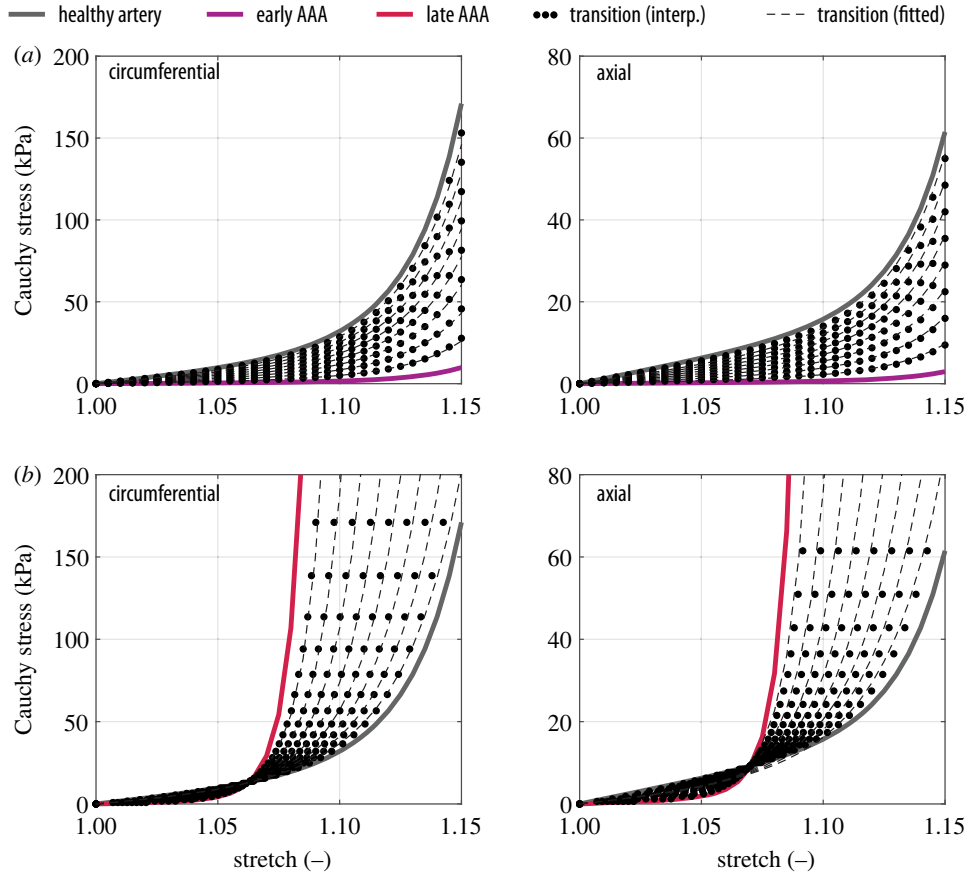 healthy artery early AAA late AAA transition (interp.) transition (fitted)
(a)
circumferential
200
150
100
50
0
Cauchy stress (kPa)
1.00 1.05 1.10 1.15
axial
80
60
40
20
0
1.00 1.05 1.10 1.15
(b)
circumferential
200
150
100
50
0
Cauchy stress (kPa)
1.00 1.05 1.10 1.15
stretch (–)
axial
80
60
40
20
0
1.00 1.05 1.10 1.15
stretch (–)